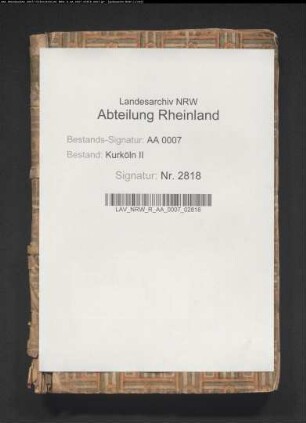 Landesarchiv NRW
Abteilung Rheinland
Bestands-Signatur: AA 0007
Bestand: Kurköln II
Signatur: Nr. 2818
LAV_NRW_R_AA_0007_02818